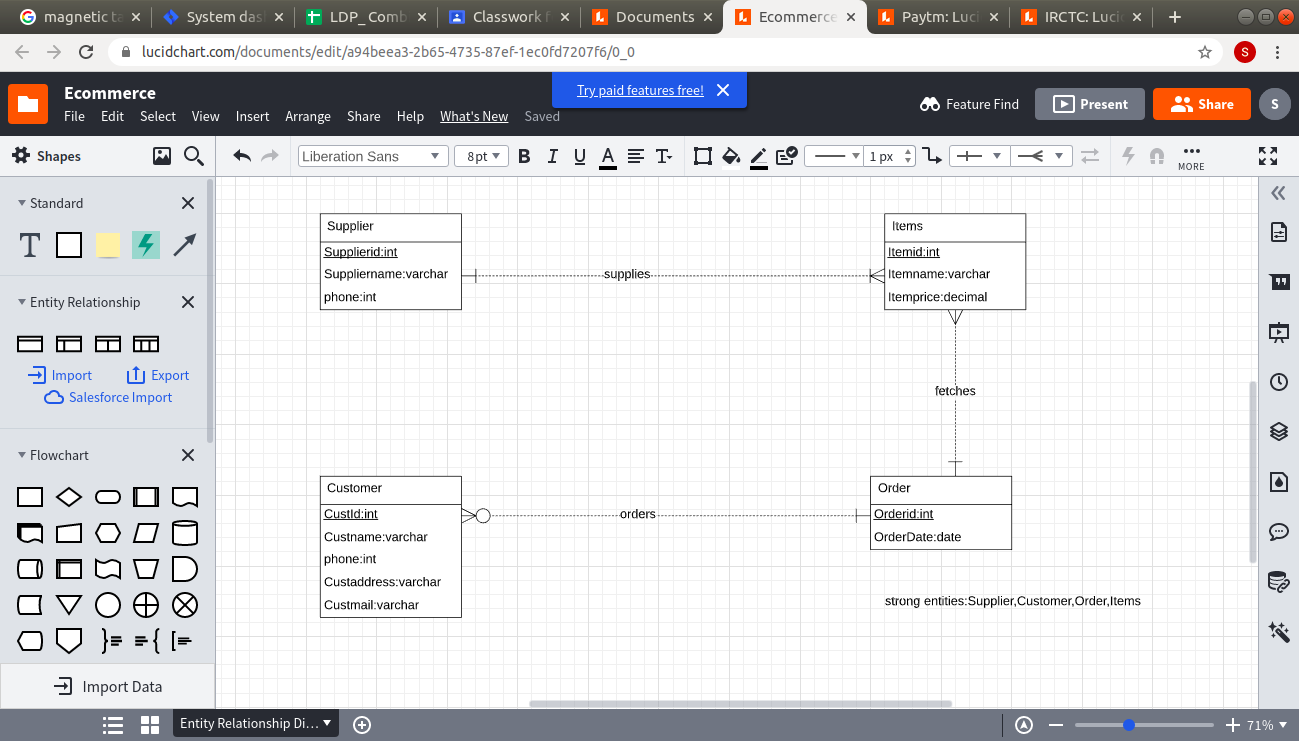 magnetic ta
System das
LDP_ Comb
Classwork f
Documents
Ecommerce
Paytm: Luci
IRCTC: Lucid
lucidchart.com/documents/edit/a94beea3-2b65-4735-87ef-1ec0fd7207f6/0_0
S
Ecommerce
Try paid features free!
File Edit Select View Insert Arrange Share Help What's New Saved
Feature Find
Present
Share
S
Shapes
Liberation Sans
8pt
B I U A T
1 px
MORE
Standard
T
Entity Relationship
Import
Export
Salesforce Import
Flowchart
Import Data
Supplier
Supplierid:int
Suppliername:varchar
phone:int
supplies
Items
Itemid:int
Itemname:varchar
Itemprice:decimal
fetches
Customer
CustId:int
Custname:varchar
phone:int
Custaddress:varchar
Custmail:varchar
orders
Order
Orderid:int
OrderDate:date
strong entities:Supplier,Customer,Order,Items
Entity Relationship Di...
71%